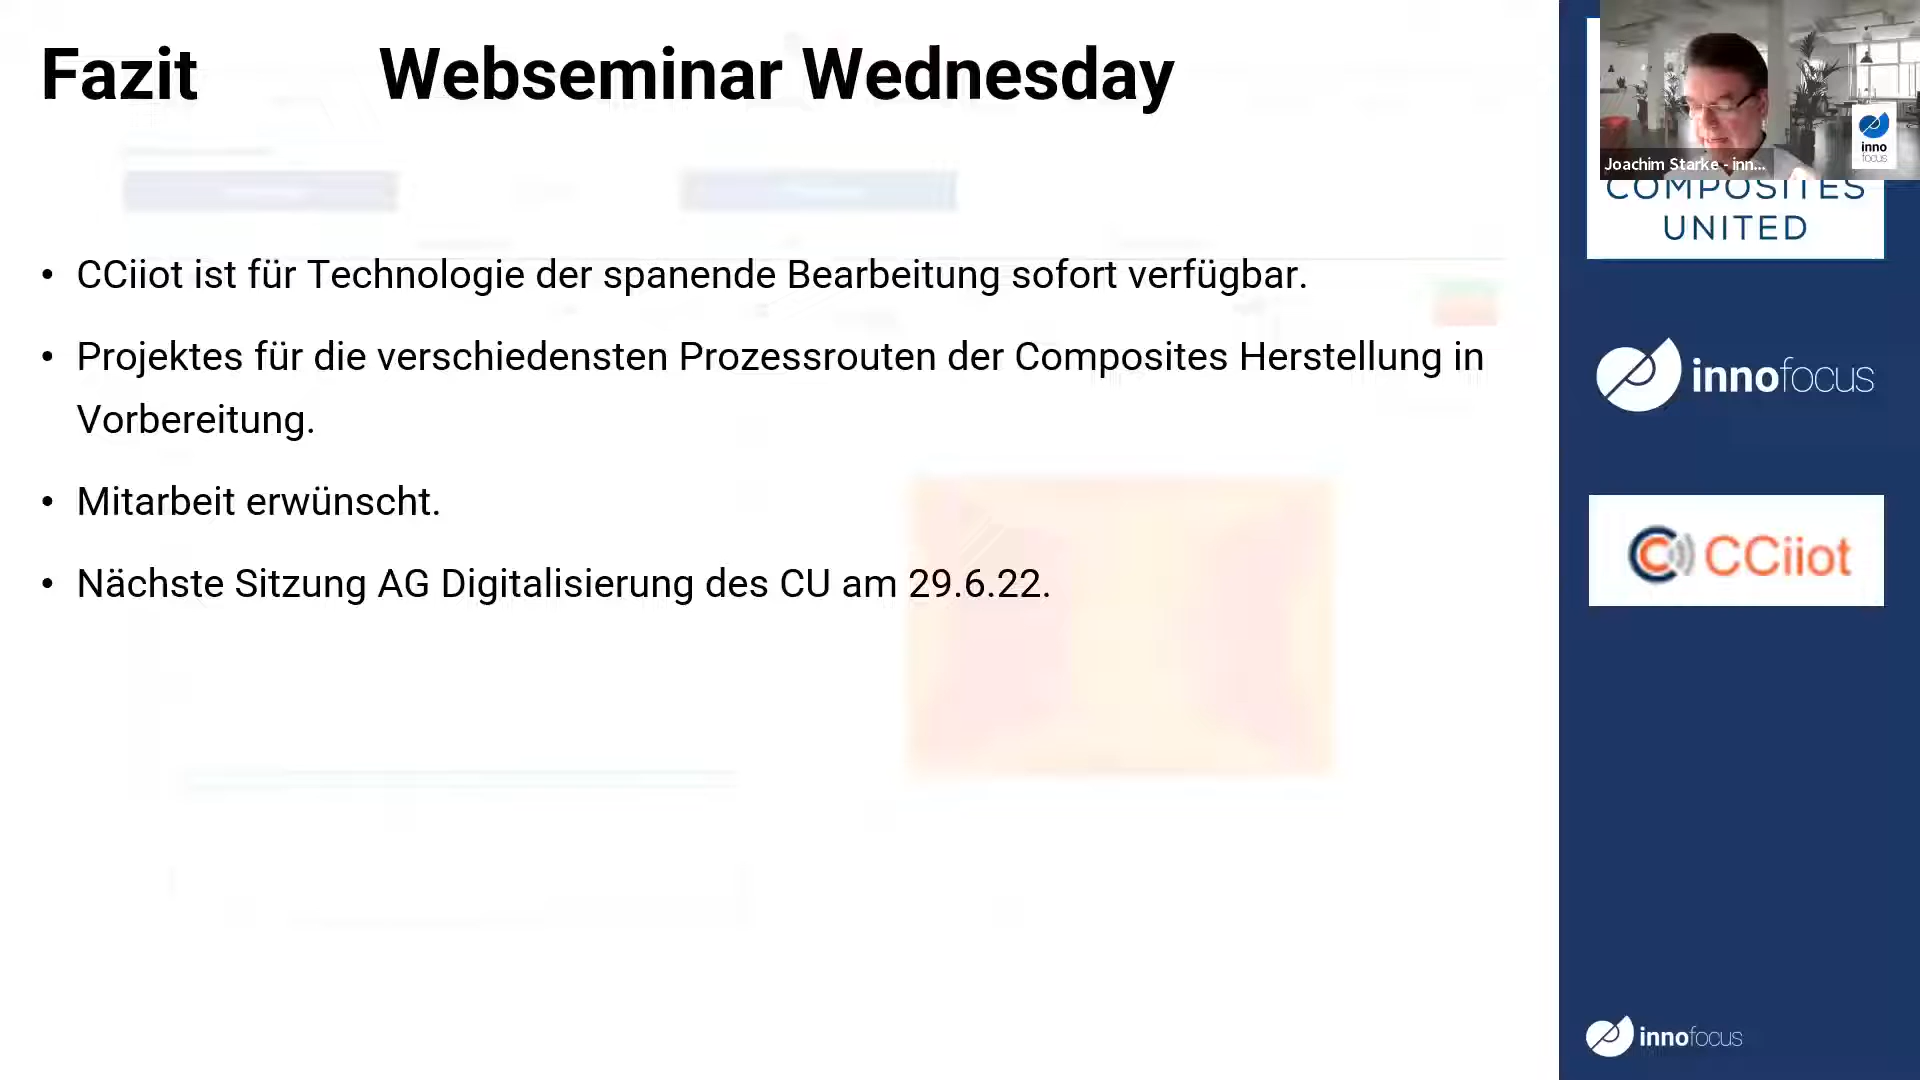 Fazit Webseminar Wednesday
• CCiiot ist für Technologie der spanende Bearbeitung sofort verfügbar.
• Projektes für die verschiedensten Prozessrouten der Composites Herstellung in
Vorbereitung.
• Mitarbeit erwünscht.
• Nächste Sitzung AG Digitalisierung des CU am 29.6.22.
Joachim Starke - inn...
inno
focus
COMPOSITES
UNITED
innofocus
CCiiot
innofocus